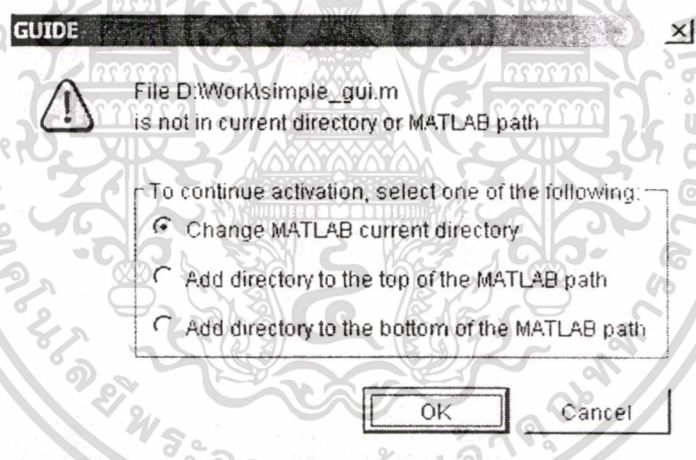 GUIDE
File D:\Work\simple_gui.m
is not in current directory or MATLAB path
To continue activation, select one of the following:
Change MATLAB current directory
Add directory to the top of the MATLAB path
Add directory to the bottom of the MATLAB path
OK
Cancel